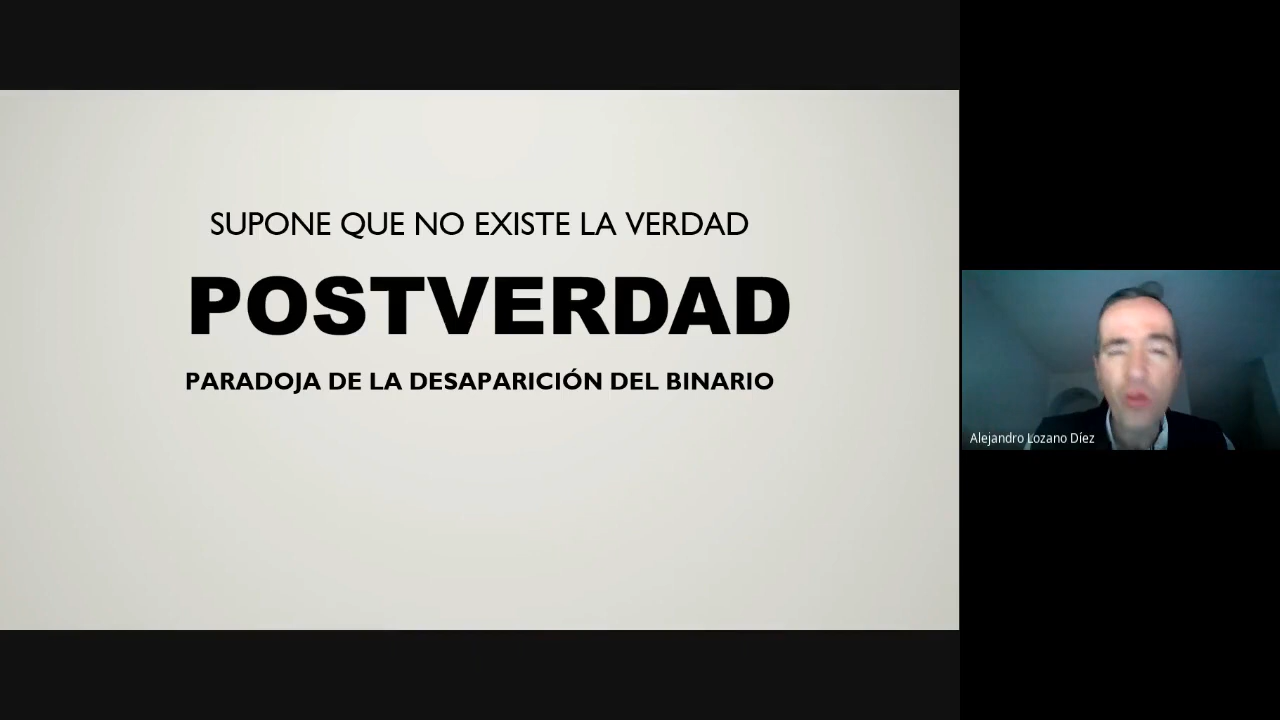 SUPONE QUE NO EXISTE LA VERDAD
POSTVERDAD
PARADOJA DE LA DESAPARICIÓN DEL BINARIO
Alejandro Lozano Díez